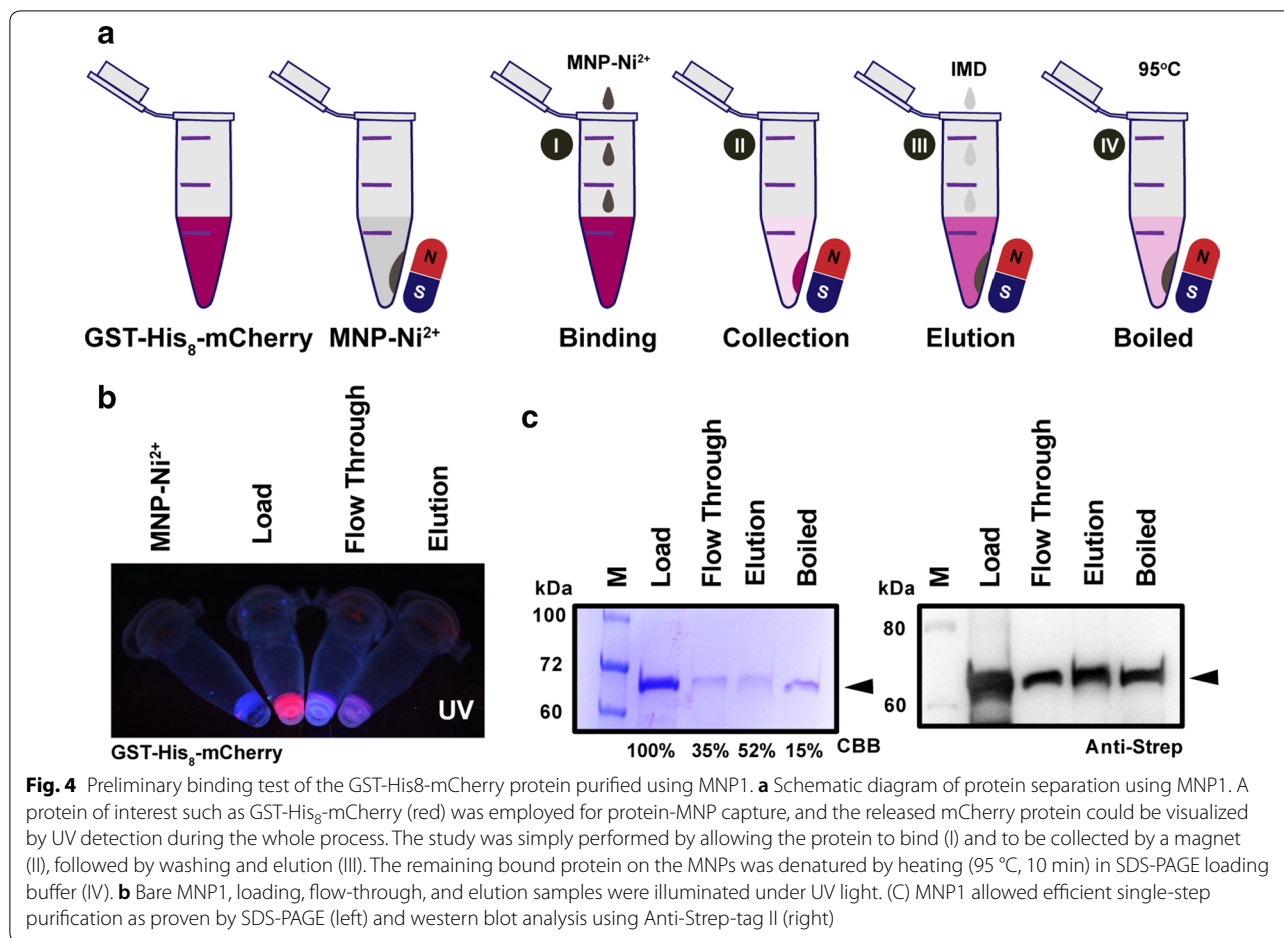 a
MNP-Ni²⁺ IMD 95°C
I II III IV
N S N S N S N S
GST-His₈-mCherry MNP-Ni²⁺ Binding Collection Elution Boiled
b
MNP-Ni²⁺ Load Flow Through Elution
UV
GST-His₈-mCherry
c
kDa M Load Flow Through Elution Boiled
100
72
60
100% 35% 52% 15% CBB
kDa M Load Flow Through Elution Boiled
80
60
Anti-Strep
Fig. 4 Preliminary binding test of the GST-His8-mCherry protein purified using MNP1. a Schematic diagram of protein separation using MNP1. A
protein of interest such as GST-His₈-mCherry (red) was employed for protein-MNP capture, and the released mCherry protein could be visualized
by UV detection during the whole process. The study was simply performed by allowing the protein to bind (I) and to be collected by a magnet
(II), followed by washing and elution (III). The remaining bound protein on the MNPs was denatured by heating (95 °C, 10 min) in SDS-PAGE loading
buffer (IV). b Bare MNP1, loading, flow-through, and elution samples were illuminated under UV light. (C) MNP1 allowed efficient single-step
purification as proven by SDS-PAGE (left) and western blot analysis using Anti-Strep-tag II (right)